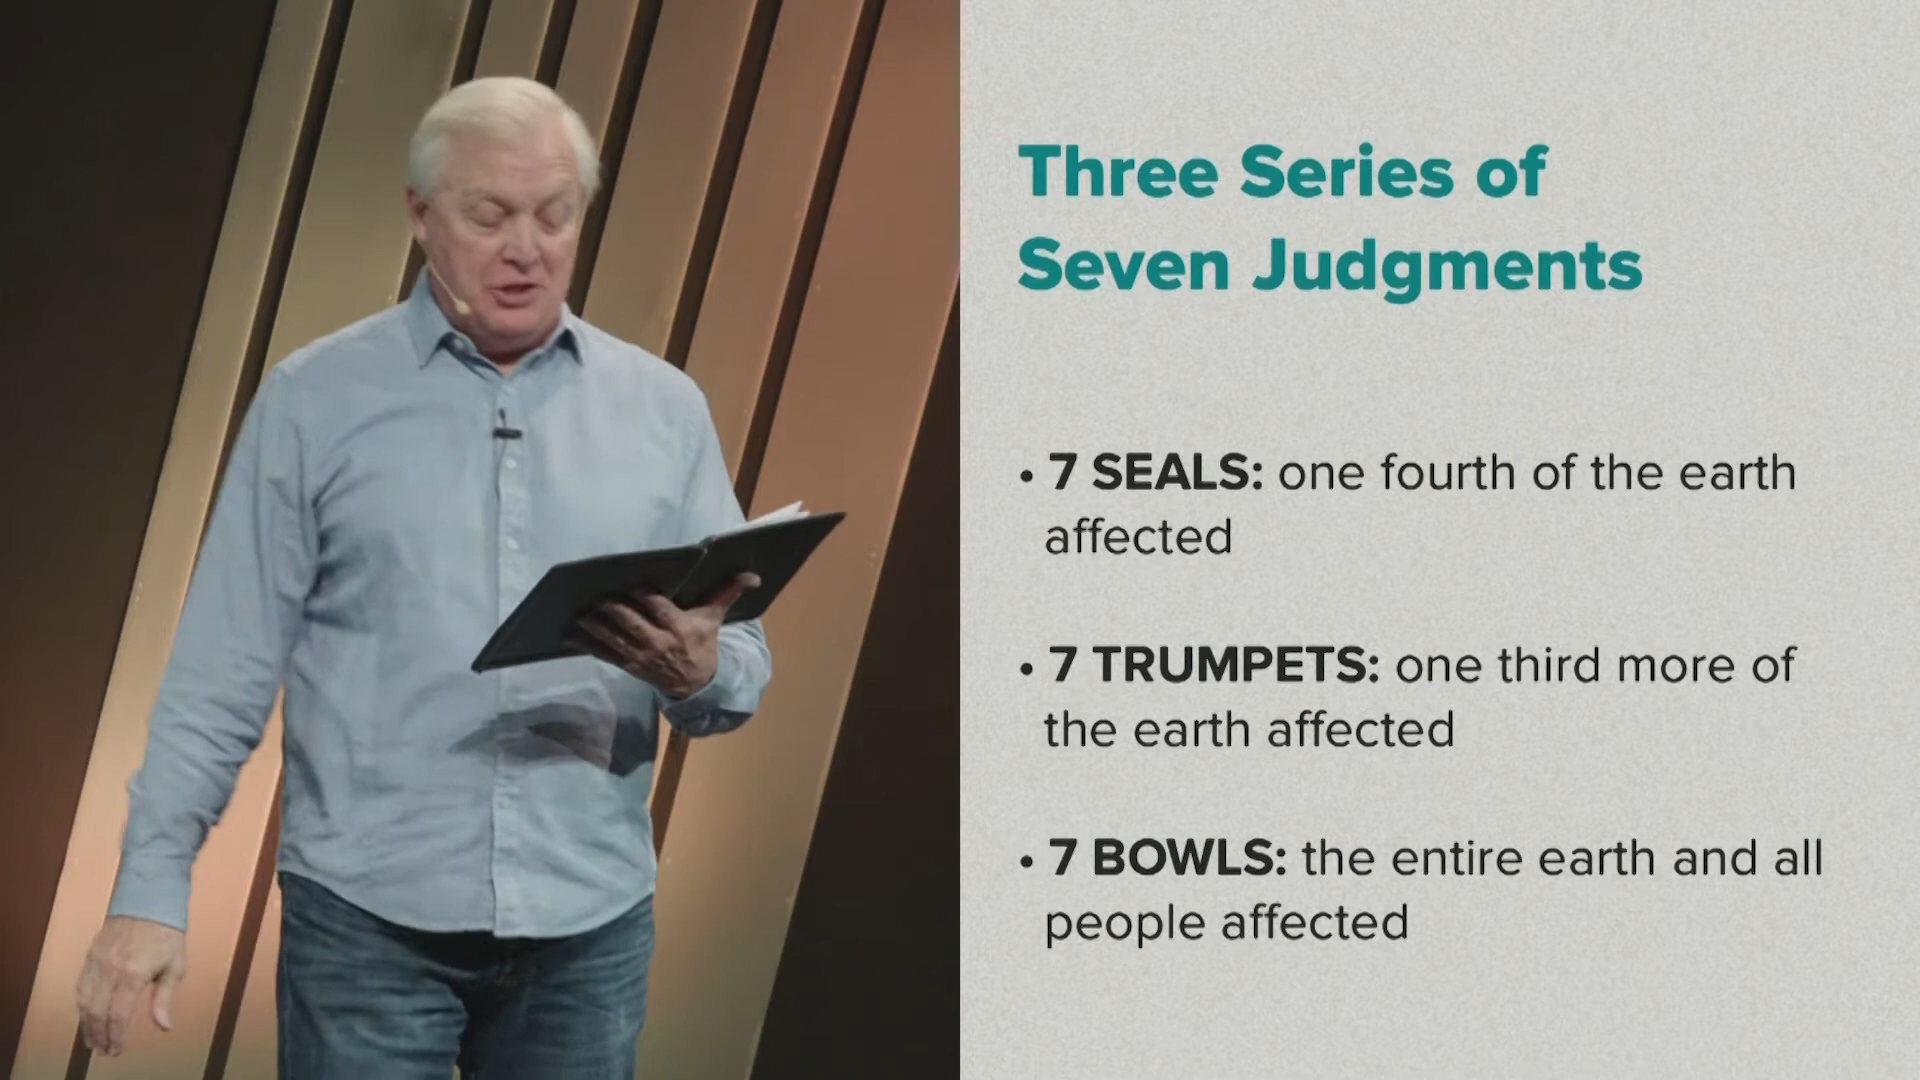 Three Series of
Seven Judgments
• 7 SEALS: one fourth of the earth
affected
• 7 TRUMPETS: one third more of
the earth affected
• 7 BOWLS: the entire earth and all
people affected